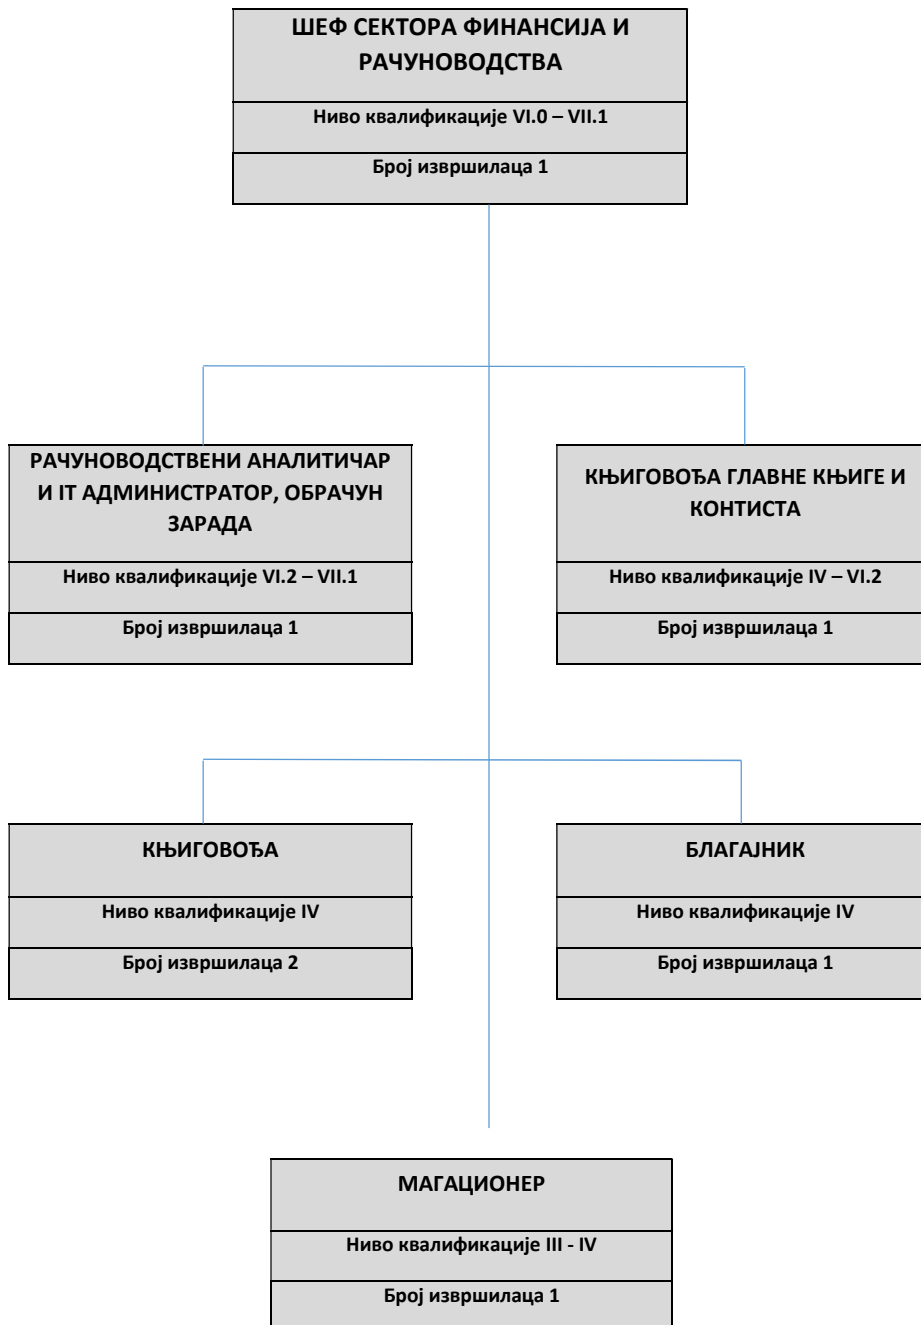 ШЕФ СЕКТОРА ФИНАНСИЈА И
РАЧУНОВОДСТВА
Ниво квалификације VI.0 – VII.1
Број извршилаца 1
РАЧУНОВОДСТВЕНИ АНАЛИТИЧАР
И IT АДМИНИСТРАТОР, ОБРАЧУН
ЗАРАДА
Ниво квалификације VI.2 – VII.1
Број извршилаца 1
КЊИГОВОЂА ГЛАВНЕ КЊИГЕ И
КОНТИСТА
Ниво квалификације IV – VI.2
Број извршилаца 1
КЊИГОВОЂА
Ниво квалификације IV
Број извршилаца 2
БЛАГАЈНИК
Ниво квалификације IV
Број извршилаца 1
МАГАЦИОНЕР
Ниво квалификације III - IV
Број извршилаца 1